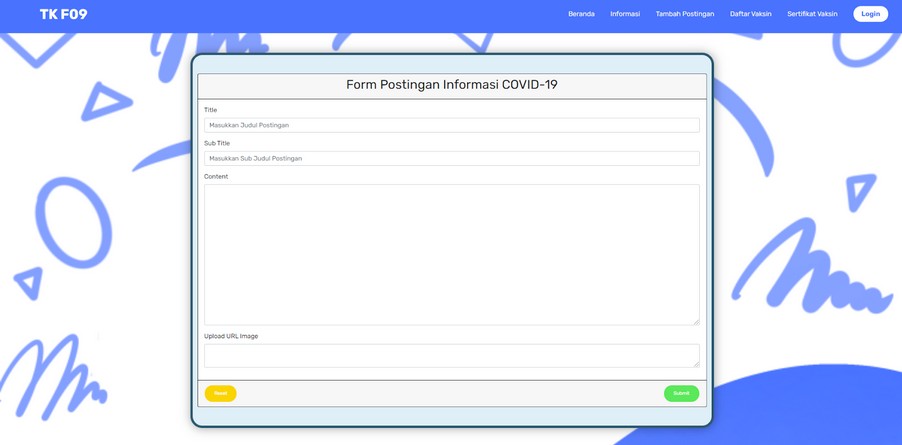 TK F09
Beranda Informasi Tambah Postingan Daftar Vaksin Sertifikat Vaksin Login
Form Postingan Informasi COVID-19
Title
Masukkan Judul Postingan
Sub Title
Masukkan Sub Judul Postingan
Content
Upload URL Image
Submit